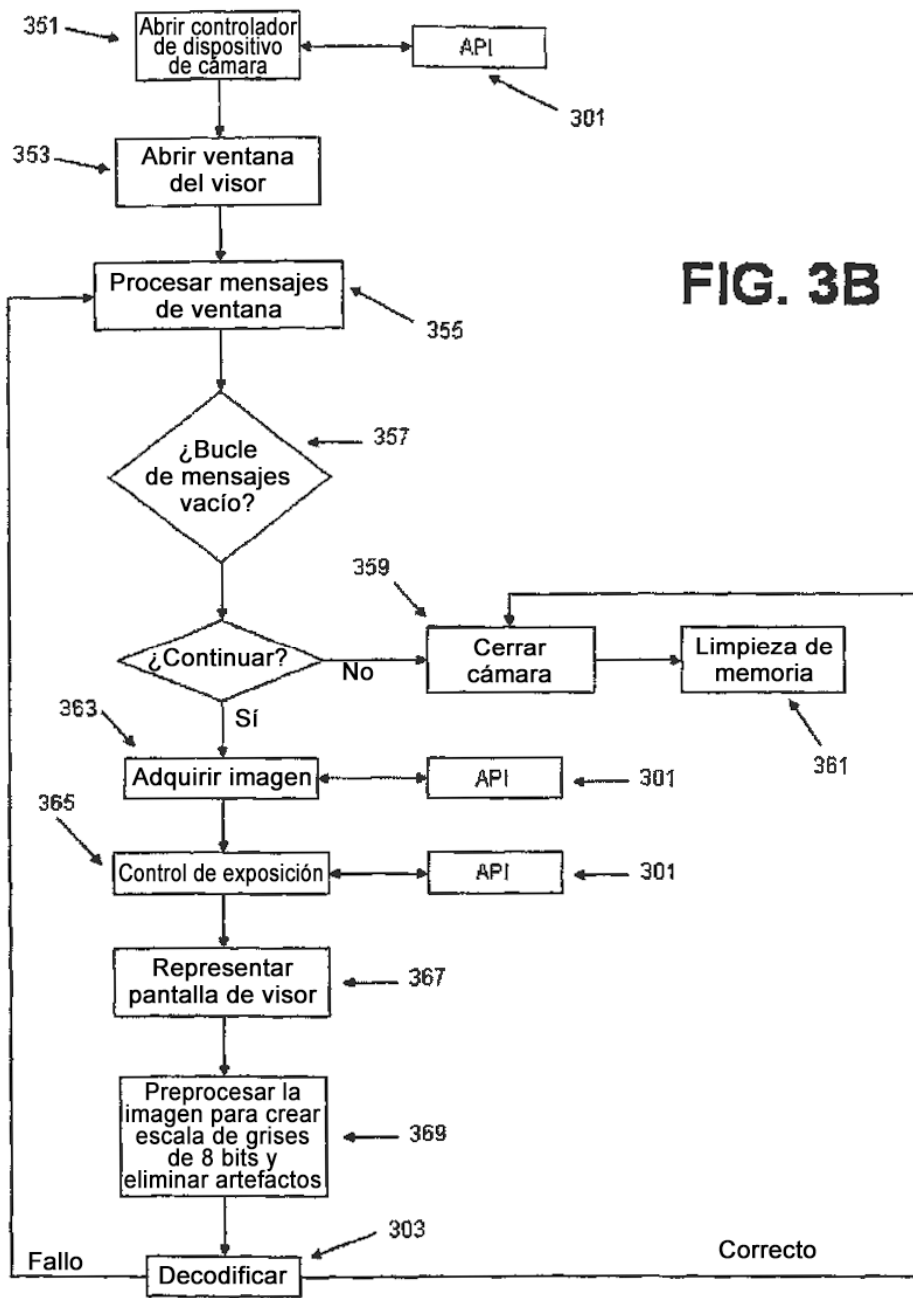 351
Abrir controlador
de dispositivo
de cámara
API
301
353
Abrir ventana
del visor
Procesar mensajes
de ventana
355
FIG. 3B
¿Bucle
de mensajes
vacío?
357
359
¿Continuar?
No
Cerrar
cámara
Limpieza de
memoria
361
Sí
363
Adquirir imagen
API
301
365
Control de exposición
API
301
Representar
pantalla de visor
367
Preprocesar la
imagen para crear
escala de grises
de 8 bits y
eliminar artefactos
369
303
Fallo
Decodificar
Correcto